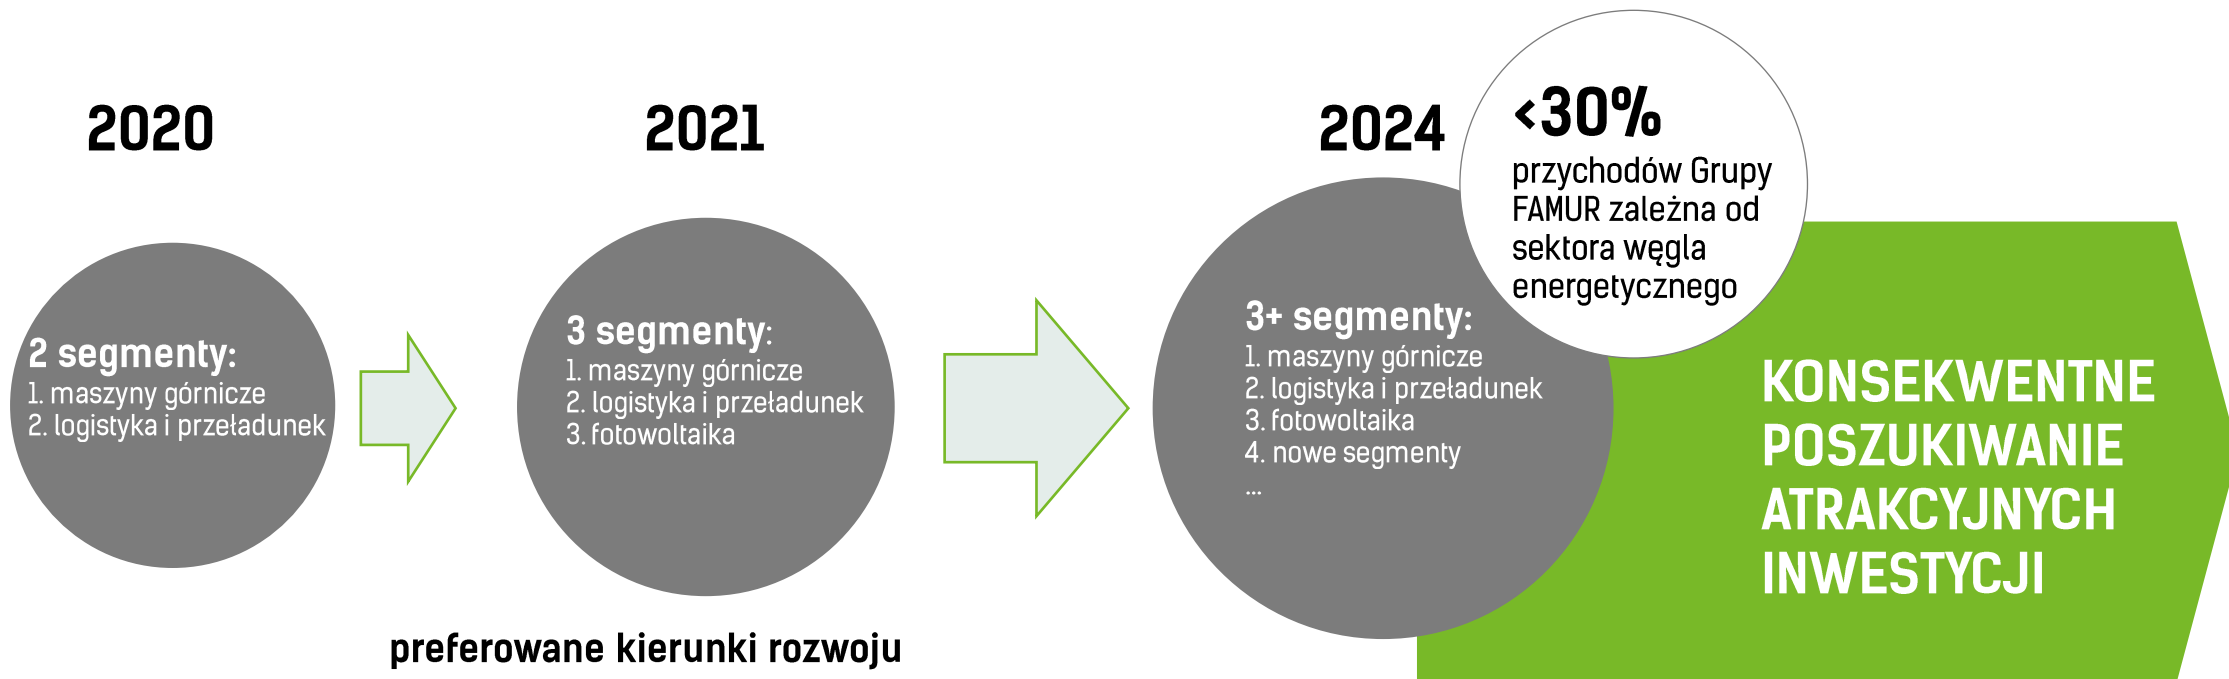 2020
2 segmenty:
1. maszyny górnicze
2. logistyka i przeładunek
2021
3 segmenty:
1. maszyny górnicze
2. logistyka i przeładunek
3. fotowoltaika
preferowane kierunki rozwoju
2024
3+ segmenty:
1. maszyny górnicze
2. logistyka i przeładunek
3. fotowoltaika
4. nowe segmenty
...
<30%
przychodów Grupy
FAMUR zależna od
sektora węgla
energetycznego
KONSEKWENTNE
POSZUKIWANIE
ATRAKCYJNYCH
INWESTYCJI